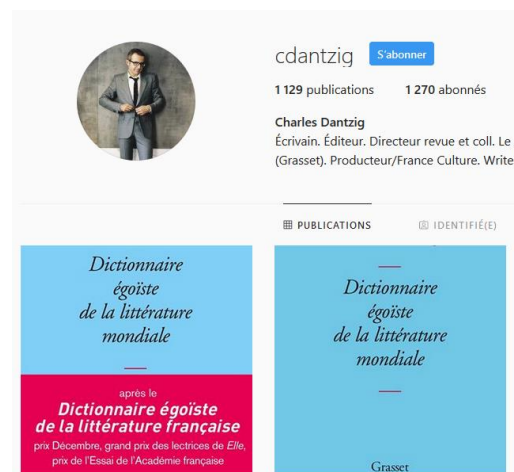 cdantzig S'abonner
1 129 publications 1 270 abonnés
Charles Dantzig
Écrivain. Éditeur. Directeur revue et coll. Le
(Grasset). Producteur/France Culture. Write
PUBLICATIONS IDENTIFIÉ(E)
Dictionnaire
égoïste
de la littérature
mondiale
après le
Dictionnaire égoïste
de la littérature française
prix Décembre, grand prix des lectrices de Elle,
prix de l'Essai de l'Académie française
Dictionnaire
égoïste
de la littérature
mondiale
Grasset